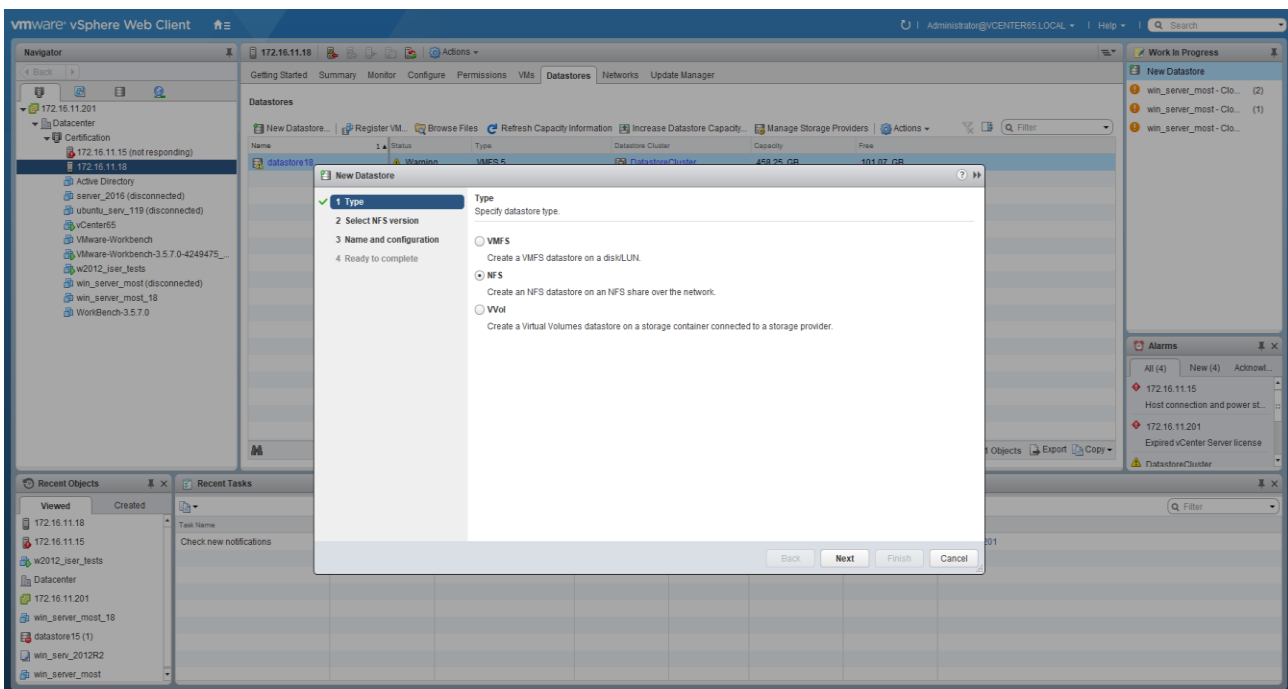 vmware® vSphere Web Client
Administrator@VCENTER65.LOCAL
Help
Search
Navigator
Back
172.16.11.201
Datacenter
Certification
172.16.11.15 (not responding)
172.16.11.18
Active Directory
server_2016 (disconnected)
ubuntu_serv_119 (disconnected)
vCenter65
VMware-Workbench
VMware-Workbench-3.5.7.0-4249475_...
w2012_iser_tests
win_server_most (disconnected)
win_server_most_18
WorkBench-3.5.7.0
172.16.11.18 Actions
Getting Started Summary Monitor Configure Permissions VMs Datastores Networks Update Manager
Datastores
New Datastore... Register VM... Browse Files Refresh Capacity Information Increase Datastore Capacity... Manage Storage Providers Actions Filter
Name 1 Status Type Datastore Cluster Capacity Free
datastore18 Warning VMFS 5 DatastoreCluster 458.25 GB 101.07 GB
New Datastore
1 Type
2 Select NFS version
3 Name and configuration
4 Ready to complete
Type
Specify datastore type.
VMFS
Create a VMFS datastore on a disk/LUN.
NFS
Create an NFS datastore on an NFS share over the network.
VVol
Create a Virtual Volumes datastore on a storage container connected to a storage provider.
Back Next Finish Cancel
1 Objects Export Copy
Work In Progress
New Datastore
win_server_most - Clo... (2)
win_server_most - Clo... (1)
win_server_most - Clo...
Alarms
All (4) New (4) Acknowl...
172.16.11.15
Host connection and power st...
172.16.11.201
Expired vCenter Server license
DatastoreCluster
Recent Objects
Viewed Created
172.16.11.18
172.16.11.15
w2012_iser_tests
Datacenter
172.16.11.201
win_server_most_18
datastore15 (1)
win_serv_2012R2
win_server_most
Recent Tasks
Filter
Task Name
Check new notifications
201